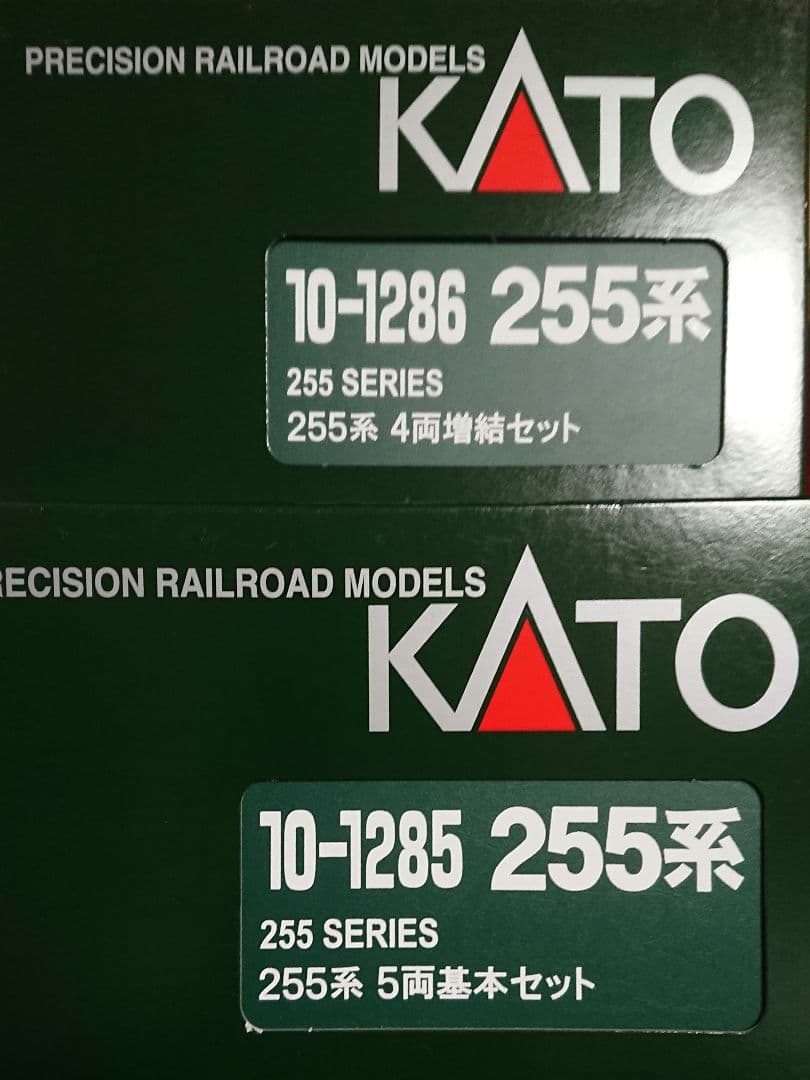 PRECISION RAILROAD MODELS
KATO
10-1286 255系
255 SERIES
255系 4両増結セット
RECISION RAILROAD MODELS
KATO
10-1285 255系
255 SERIES
255系 5両基本セット